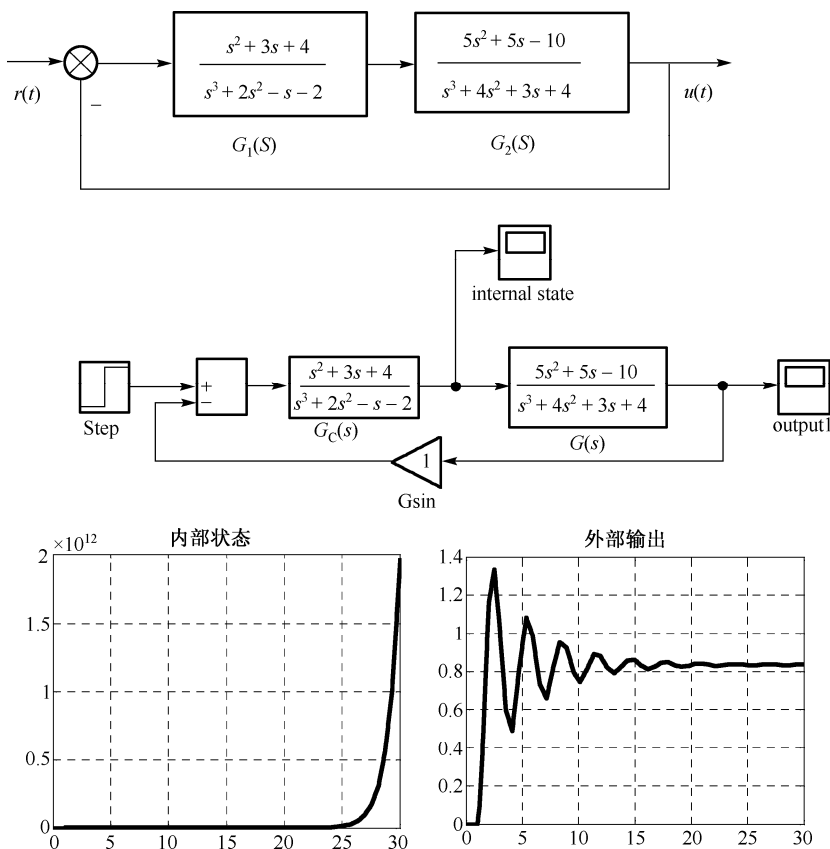 s² + 3s + 4
s³ + 2s² − s − 2
5s² + 5s − 10
s³ + 4s² + 3s + 4
r(t)
−
u(t)
G₁(S)
G₂(S)
internal state
s² + 3s + 4
s³ + 2s² − s − 2
5s² + 5s − 10
s³ + 4s² + 3s + 4
+
−
Step
G_C(s)
G(s)
output1
1
Gsin
内部状态
×10¹²
2
1.5
1
0.5
0
0 5 10 15 20 25 30
外部输出
1.4
1.2
1
0.8
0.6
0.4
0.2
0
0 5 10 15 20 25 30